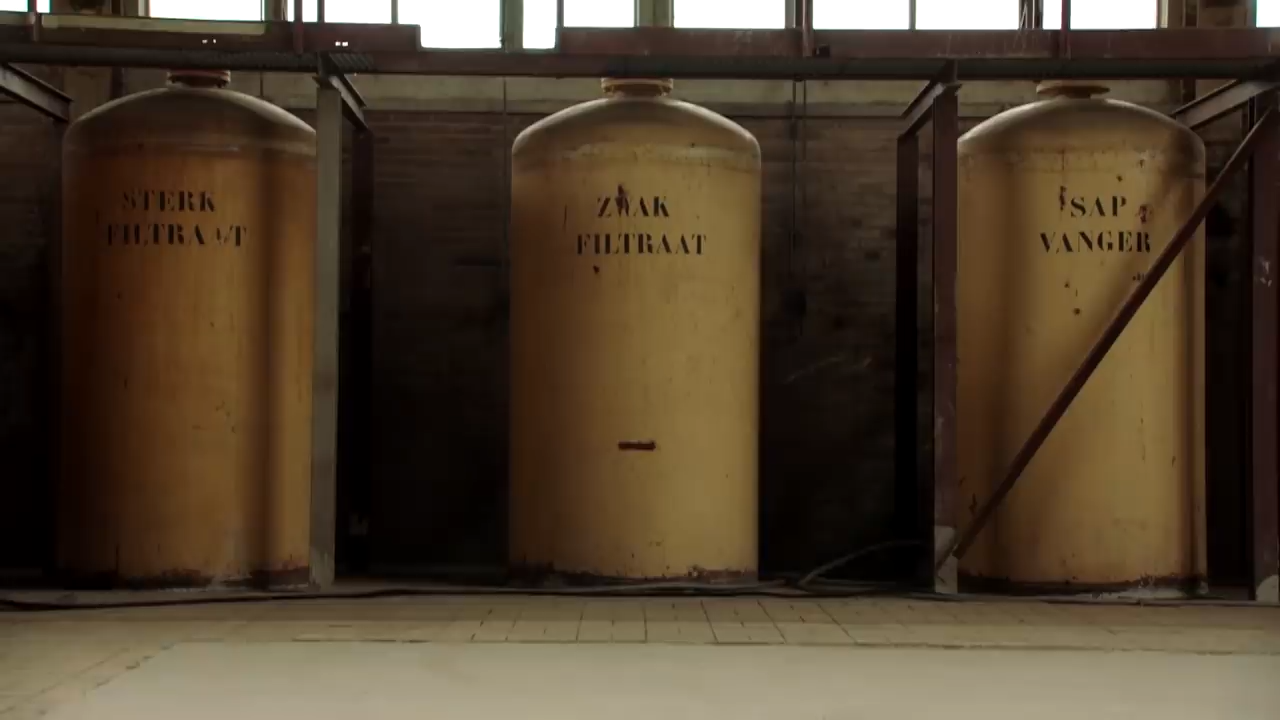 STERK
FILTRAAT
ZWAK
FILTRAAT
SAP
VANGER